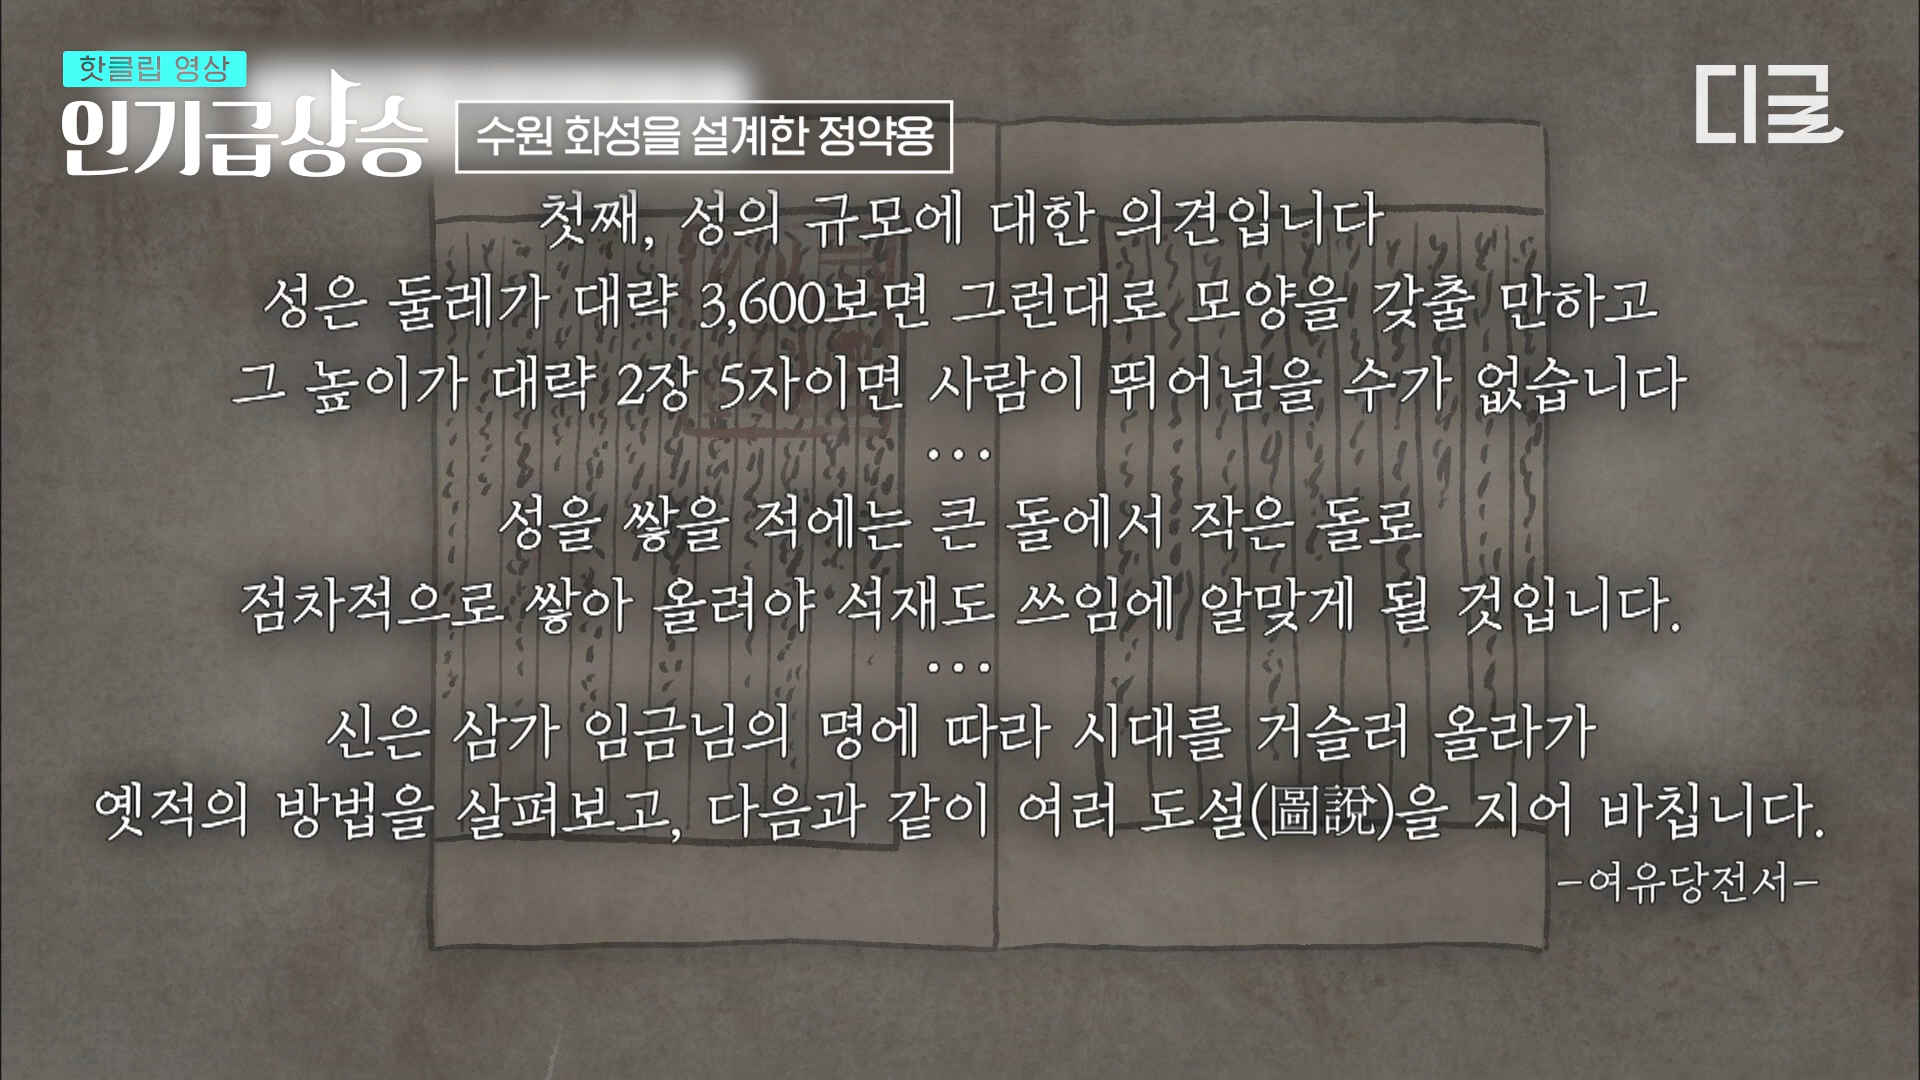 핫클립 영상
인기급상승
수원 화성을 설계한 정약용
디글
첫째, 성의 규모에 대한 의견입니다
성은 둘레가 대략 3,600보면 그런대로 모양을 갖출 만하고
그 높이가 대략 2장 5자이면 사람이 뛰어넘을 수가 없습니다
...
성을 쌓을 적에는 큰 돌에서 작은 돌로
점차적으로 쌓아 올려야 석재도 쓰임에 알맞게 될 것입니다.
...
신은 삼가 임금님의 명에 따라 시대를 거슬러 올라가
옛적의 방법을 살펴보고, 다음과 같이 여러 도설(圖說)을 지어 바칩니다.
-여유당전서-